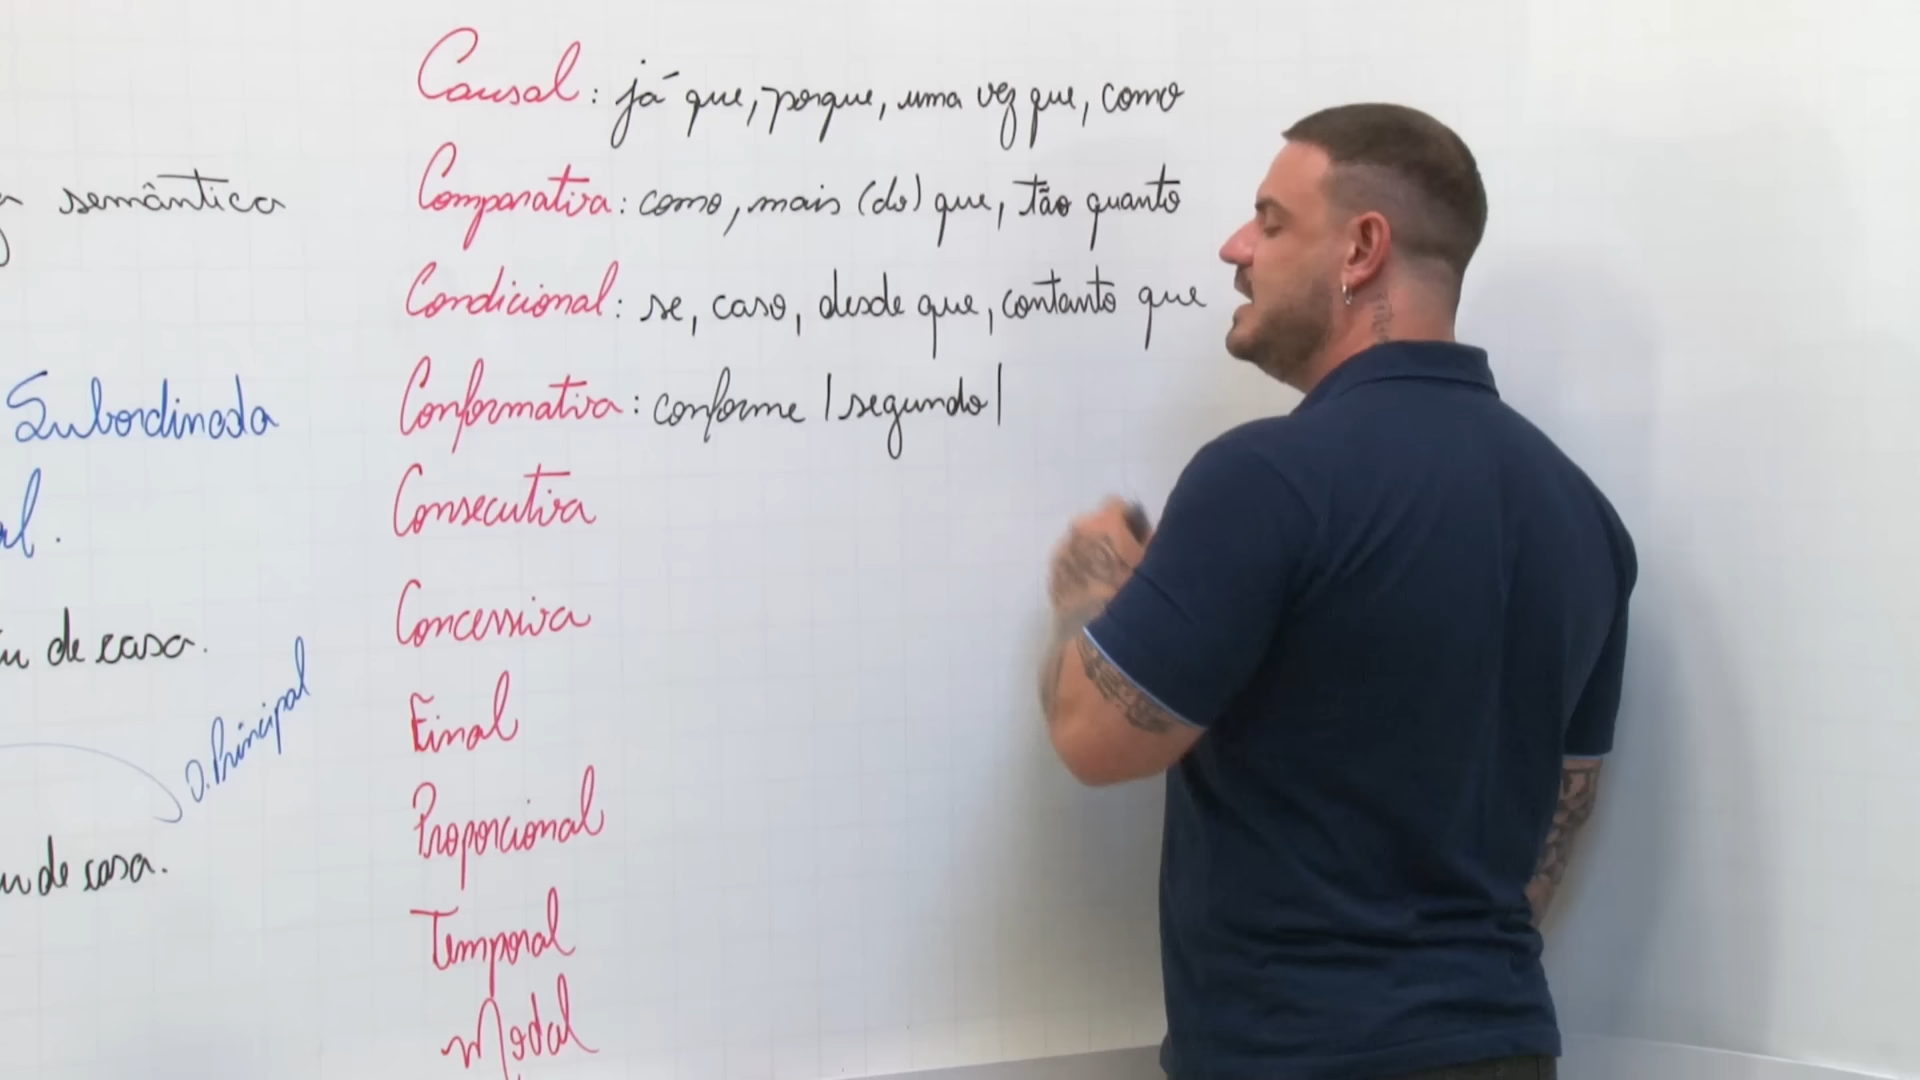 semântica
Subordinada
al.
de casa.
O. Principal
de casa.
Causal: já que, porque, uma vez que, como
Comparativa: como, mais (do) que, tão quanto
Condicional: se, caso, desde que, contanto que
Conformativa: conforme / segundo /
Consecutiva
Concessiva
Final
Proporcional
Temporal
Modal